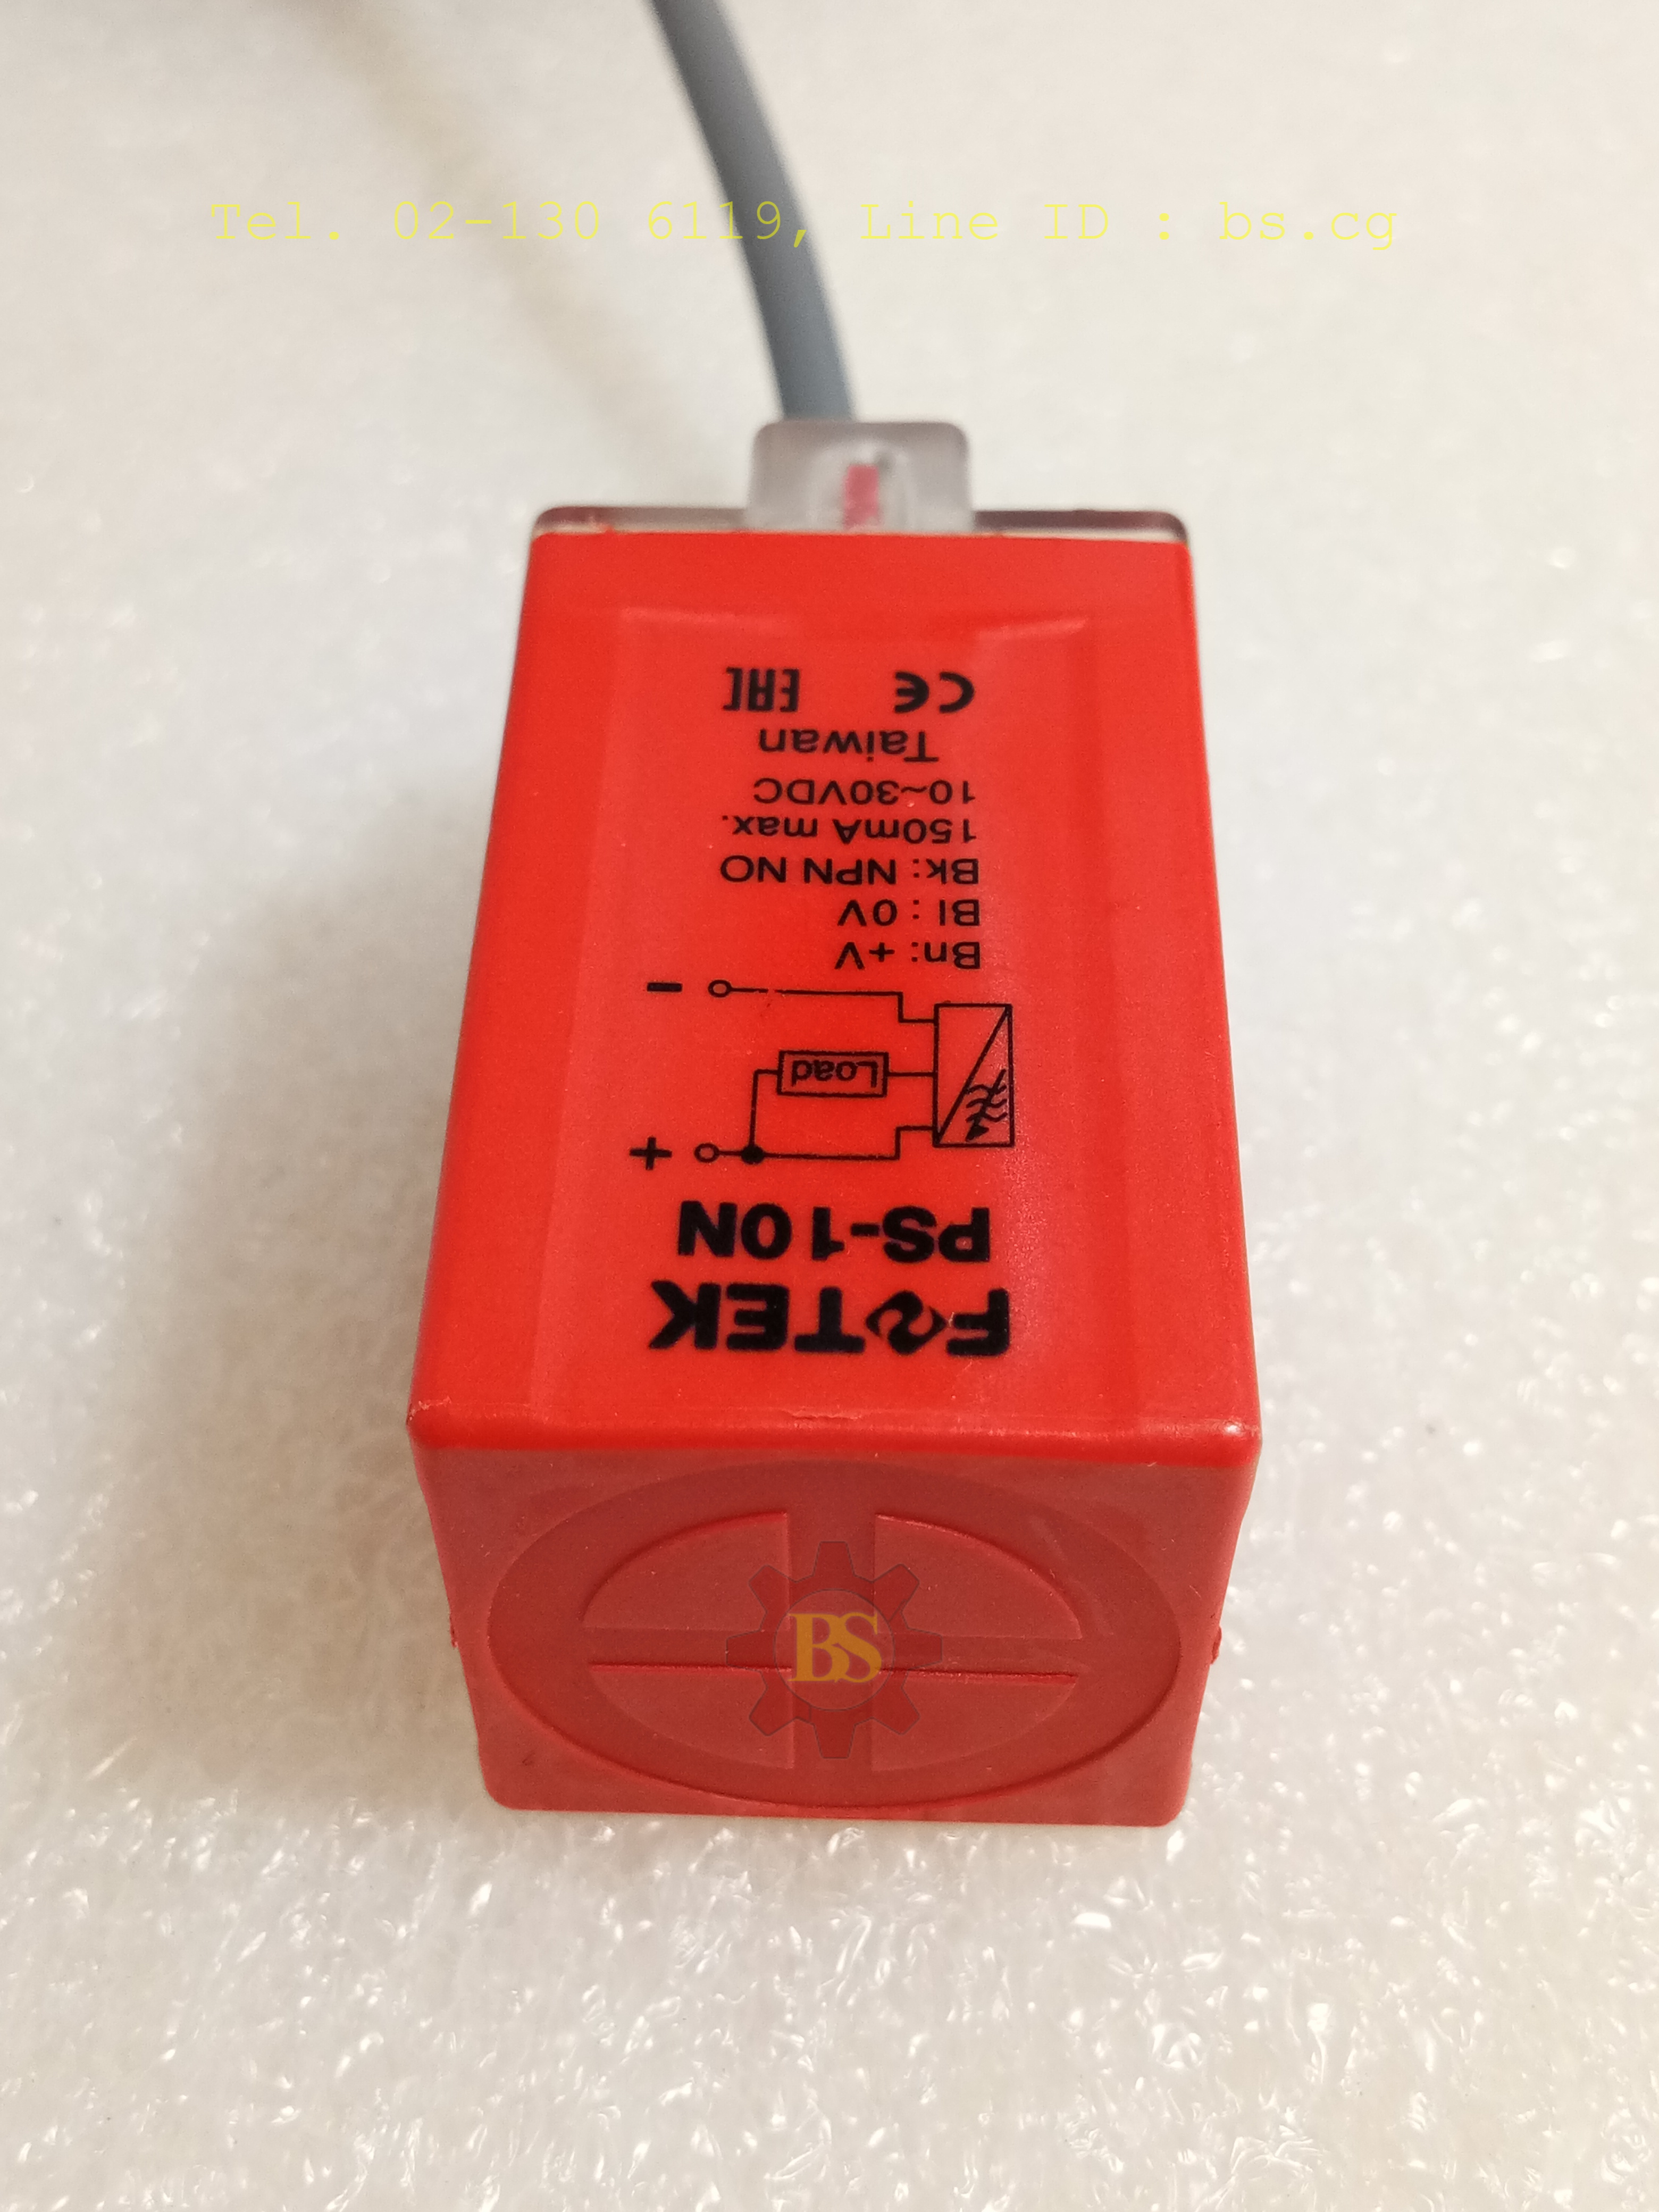 Tel. 02-130 6119, Line ID : bs.cg
FOTEK
PS-10N
+
Load
-
Bn: +V
Bl : 0V
Bk: NPN NO
150mA max.
10~30VDC
Taiwan
CE EAC
BS